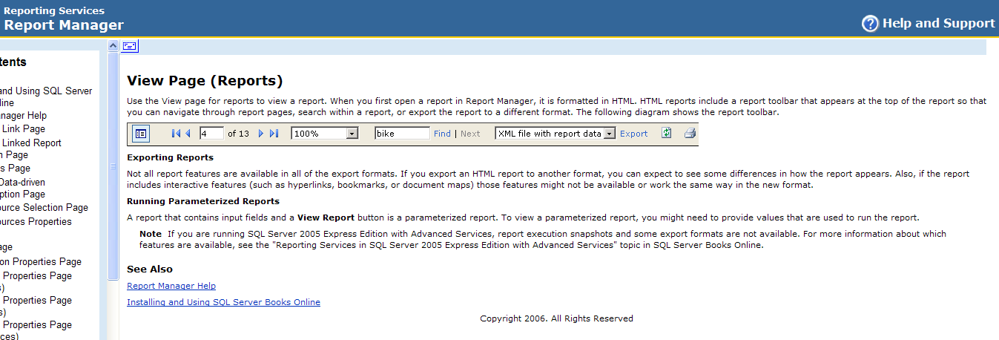 Reporting Services
Report Manager
Help and Support
tents
and Using SQL Server
line
anager Help
Link Page
Linked Report
n Page
s Page
Data-driven
ption Page
ource Selection Page
ources Properties
age
on Properties Page
Properties Page
s)
Properties Page
s)
Properties Page
ces)
View Page (Reports)
Use the View page for reports to view a report. When you first open a report in Report Manager, it is formatted in HTML. HTML reports include a report toolbar that appears at the top of the report so that
you can navigate through report pages, search within a report, or export the report to a different format. The following diagram shows the report toolbar.
4 of 13 100% bike Find | Next XML file with report data Export
Exporting Reports
Not all report features are available in all of the export formats. If you export an HTML report to another format, you can expect to see some differences in how the report appears. Also, if the report
includes interactive features (such as hyperlinks, bookmarks, or document maps) those features might not be available or work the same way in the new format.
Running Parameterized Reports
A report that contains input fields and a View Report button is a parameterized report. To view a parameterized report, you might need to provide values that are used to run the report.
Note If you are running SQL Server 2005 Express Edition with Advanced Services, report execution snapshots and some export formats are not available. For more information about which
features are available, see the "Reporting Services in SQL Server 2005 Express Edition with Advanced Services" topic in SQL Server Books Online.
See Also
Report Manager Help
Installing and Using SQL Server Books Online
Copyright 2006. All Rights Reserved